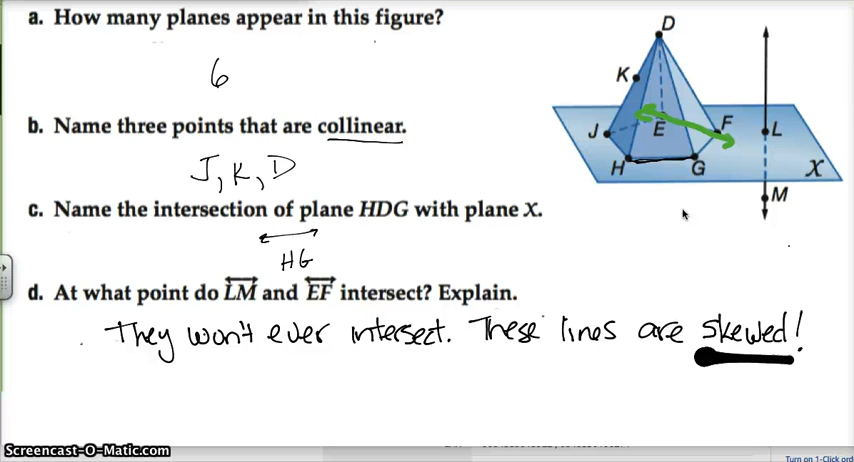 a. How many planes appear in this figure?
6
b. Name three points that are collinear.
J, K, D
c. Name the intersection of plane HDG with plane X.
HG
d. At what point do LM and EF intersect? Explain.
They won't ever intersect. These lines are skewed!
D
K
J
E
F
L
H
G
X
M
Screencast-O-Matic.com
Turn on 1-Click ord